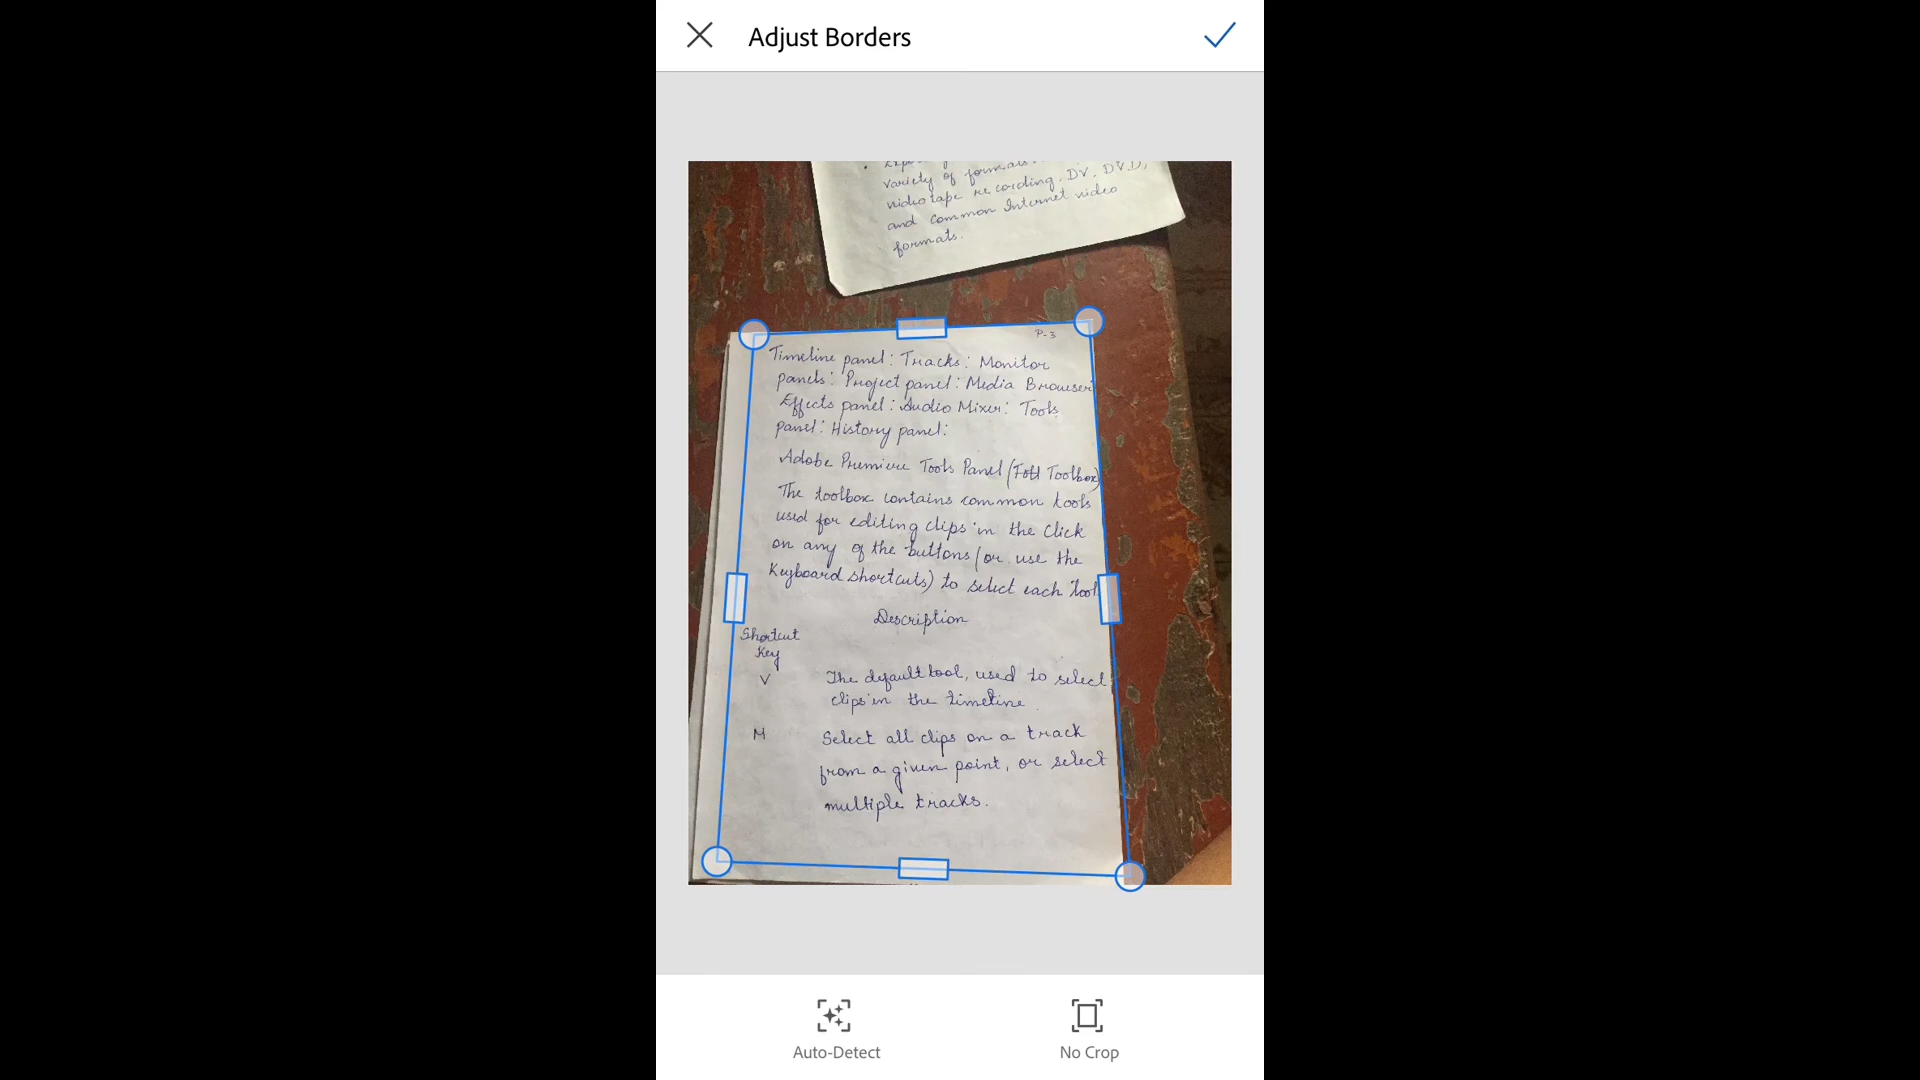 Adjust Borders
variety of formats
videotape recording, DV, DVD,
and common Internet video
formats.
P-3
Timeline panel: Tracks: Monitor
panels: Project panel: Media Browser
Effects panel: Audio Mixer: Tools
panel: History panel:
Adobe Premiere Tools Panel (Toolbox)
The toolbox contains common tools
used for editing clips in the Click
on any of the buttons (or use the
Keyboard shortcuts) to select each tool
Description
Shortcut
Key
V The default tool, used to select
clips in the timeline.
M Select all clips on a track
from a given point, or select
multiple tracks.
Auto-Detect
No Crop